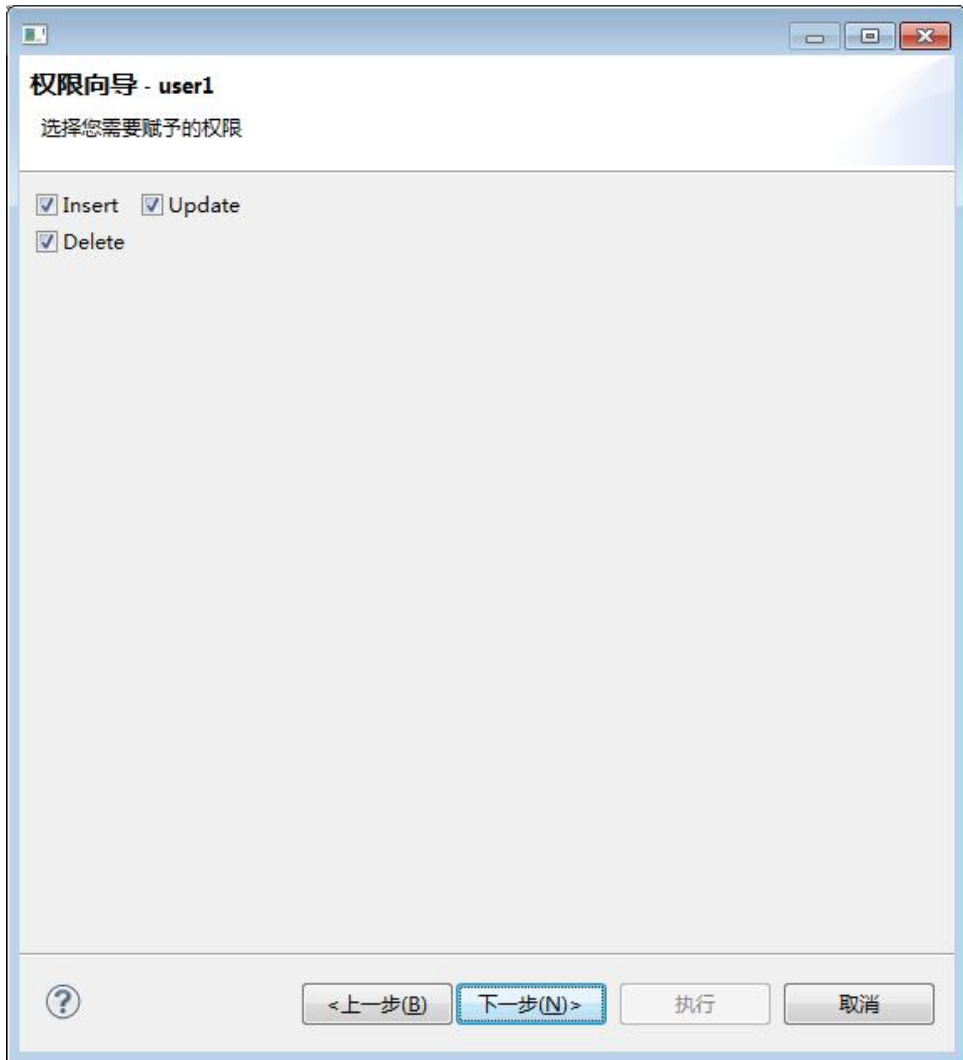 权限向导 - user1
选择您需要赋予的权限
Insert Update
Delete
<上一步(B) 下一步(N)> 执行 取消